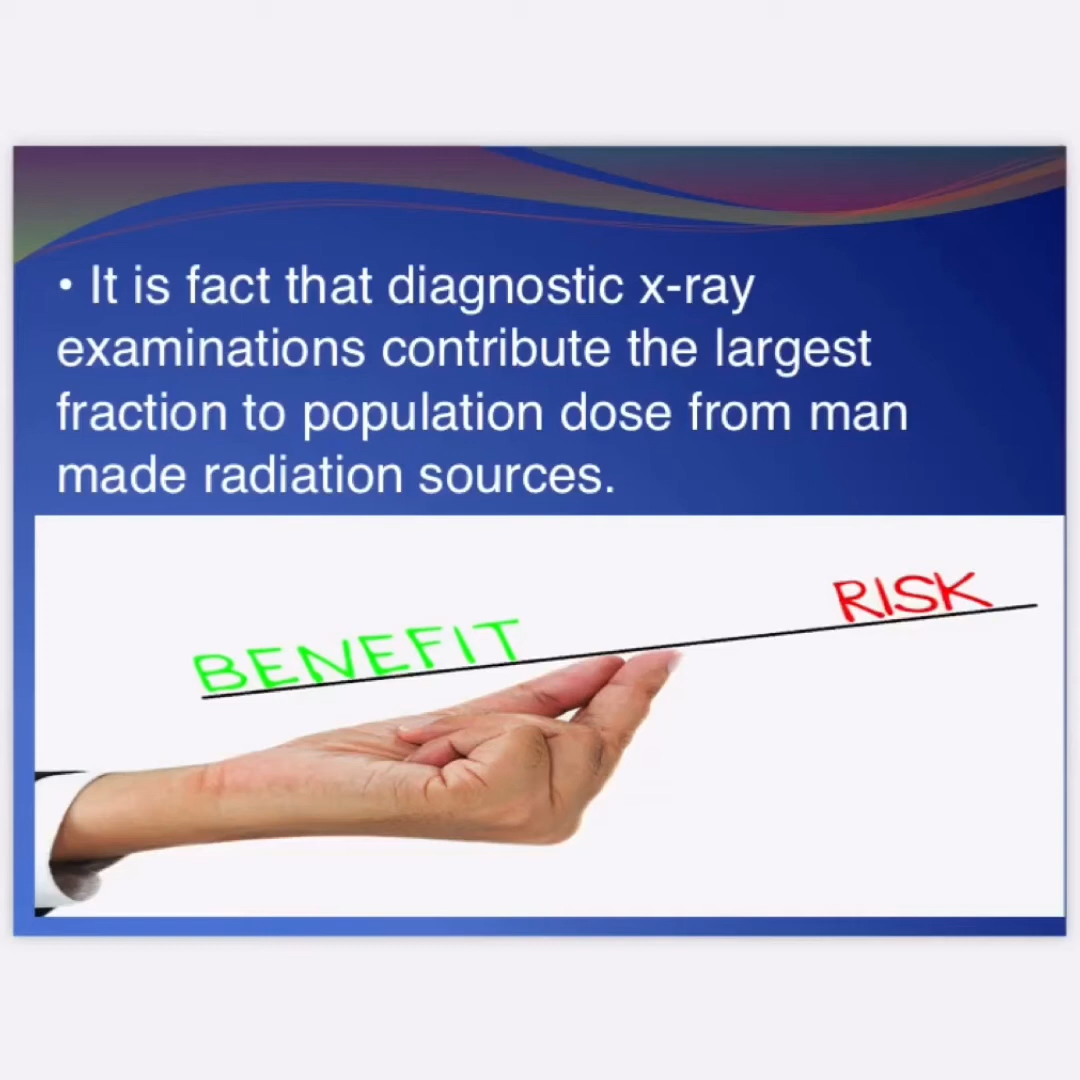 • It is fact that diagnostic x-ray
examinations contribute the largest
fraction to population dose from man
made radiation sources.
BENEFIT
RISK